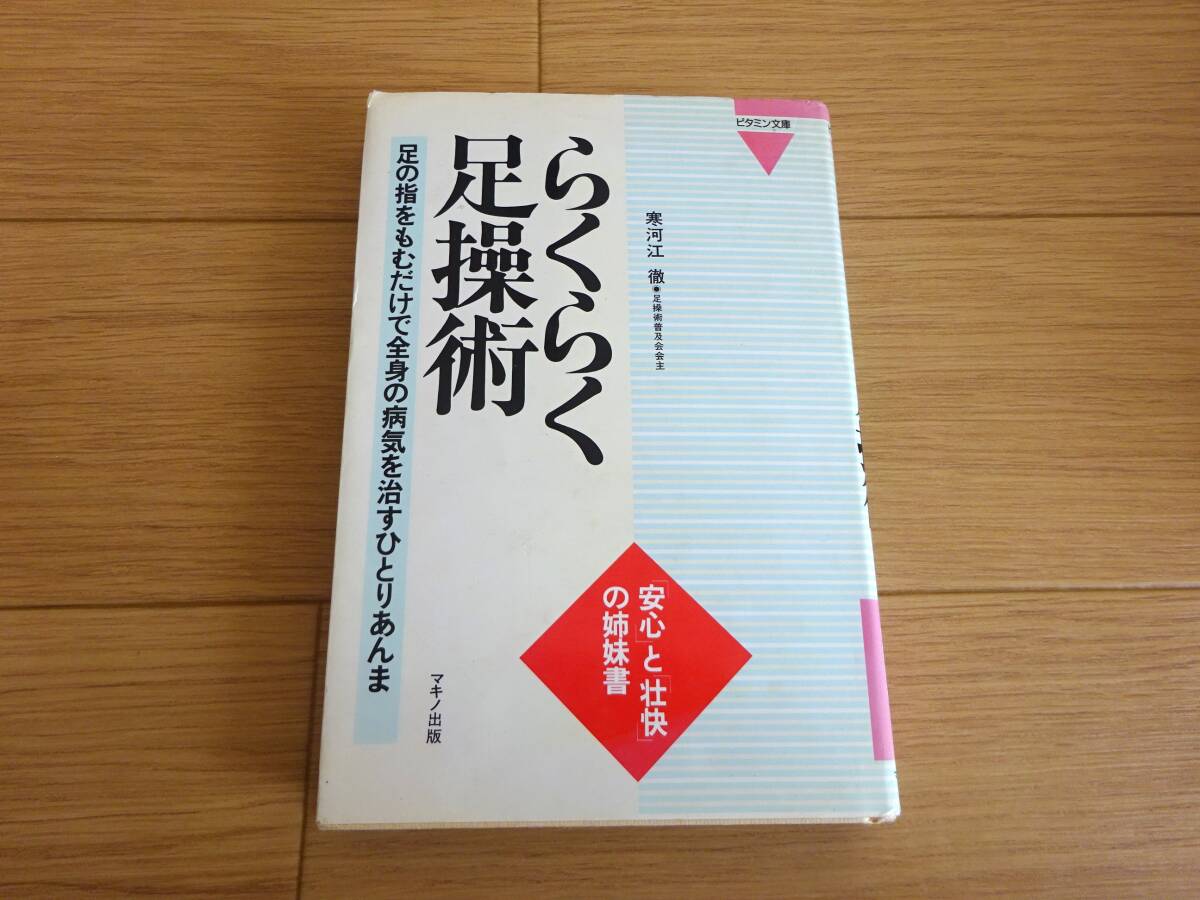 ビタミン文庫
寒河江 徹●足操術普及会会主
らくらく
足操術
足の指をもむだけで全身の病気を治すひとりあんま
「安心」と「壮快」
の姉妹書
マキノ出版